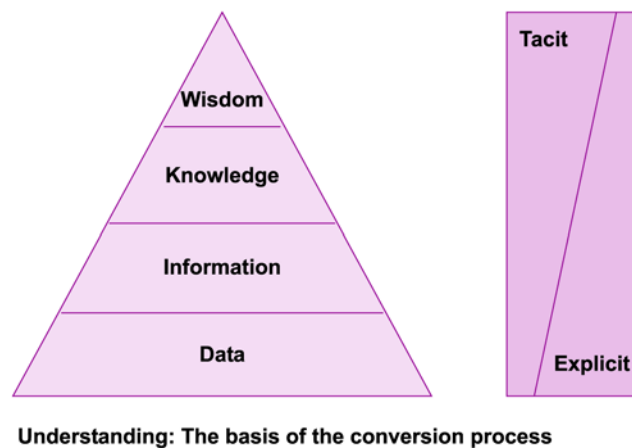 Wisdom
Knowledge
Information
Data
Tacit
Explicit
Understanding: The basis of the conversion process